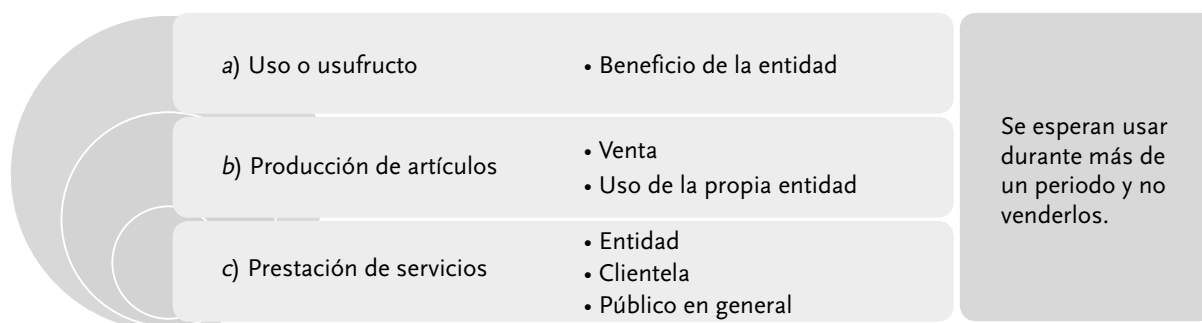 a) Uso o usufructo
• Beneficio de la entidad
b) Producción de artículos
• Venta
• Uso de la propia entidad
c) Prestación de servicios
• Entidad
• Clientela
• Público en general
Se esperan usar
durante más de
un periodo y no
venderlos.